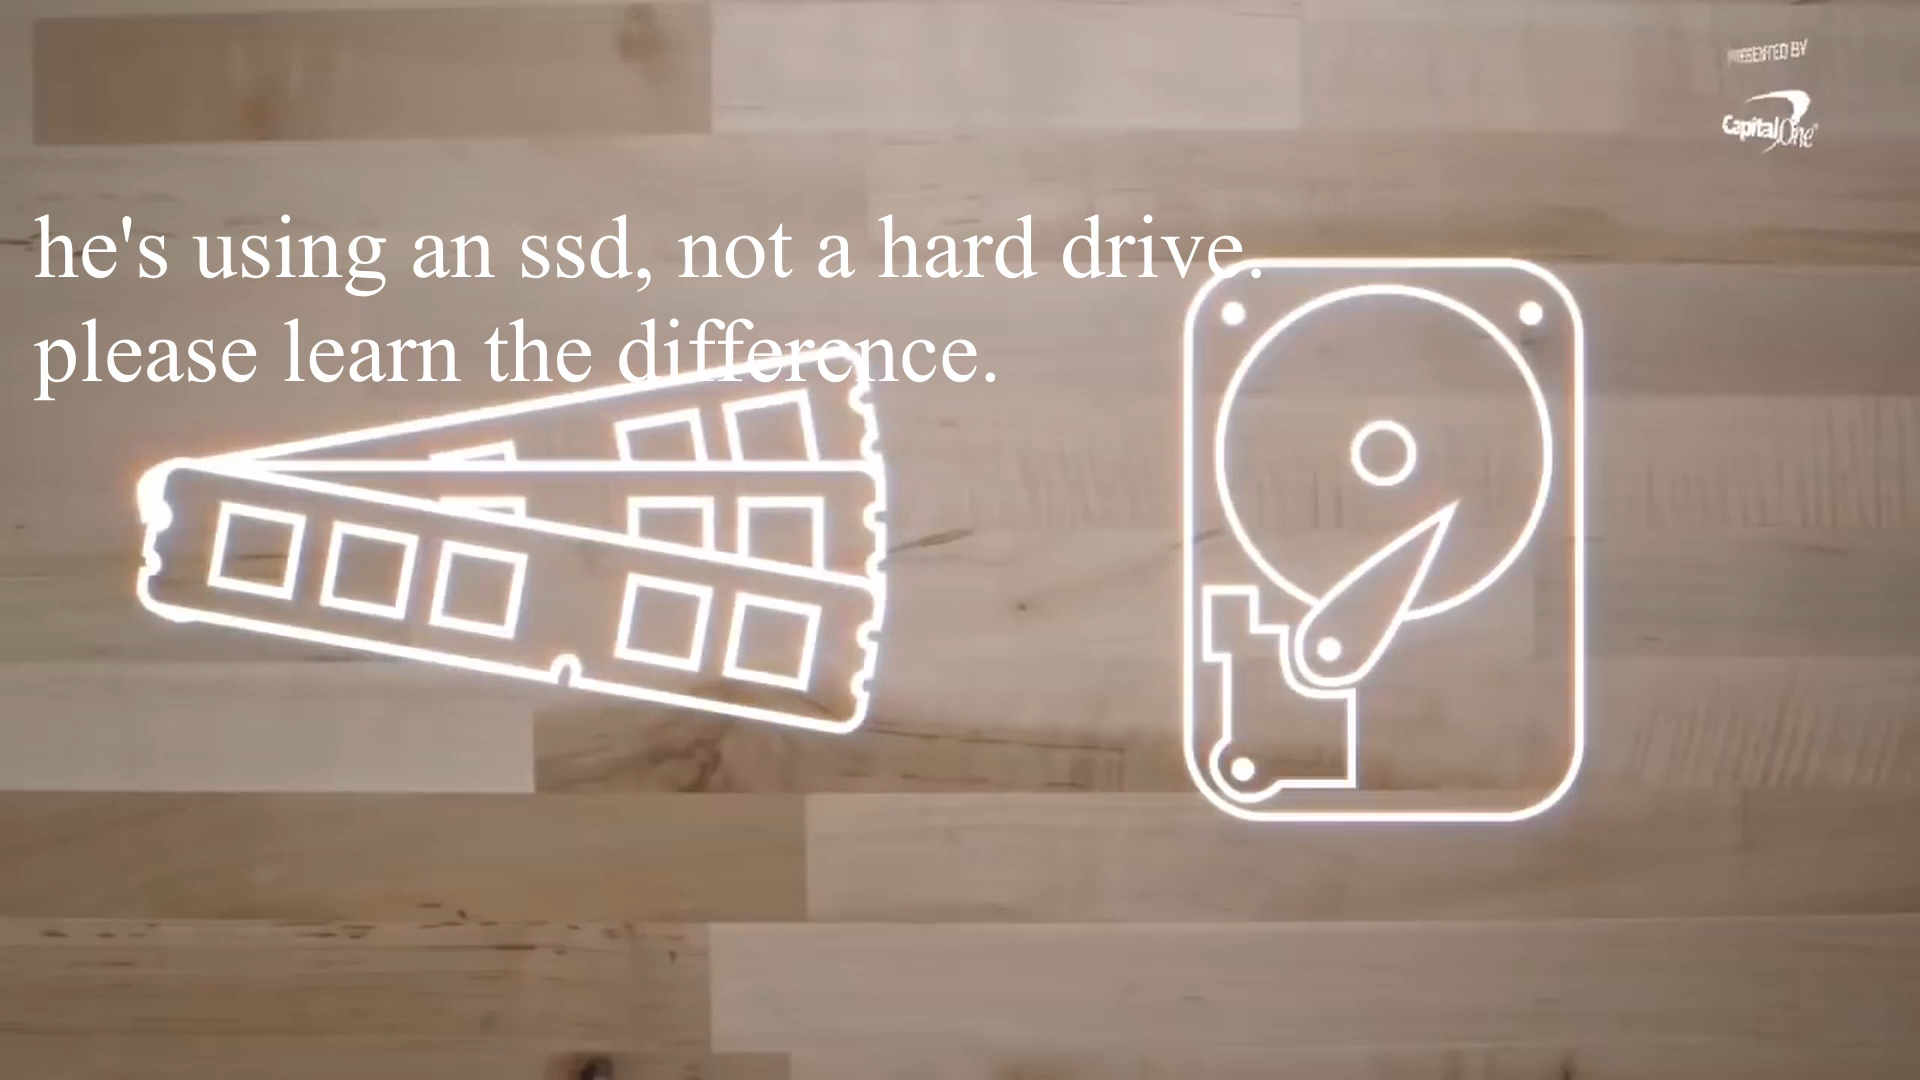 PRESENTED BY
Capital One
he's using an ssd, not a hard drive.
please learn the difference.